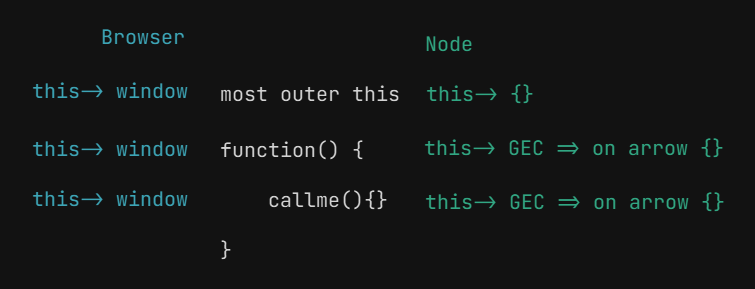 Browser Node
this-> window most outer this this-> {}
this-> window function() { this-> GEC => on arrow {}
this-> window callme(){} this-> GEC => on arrow {}
}